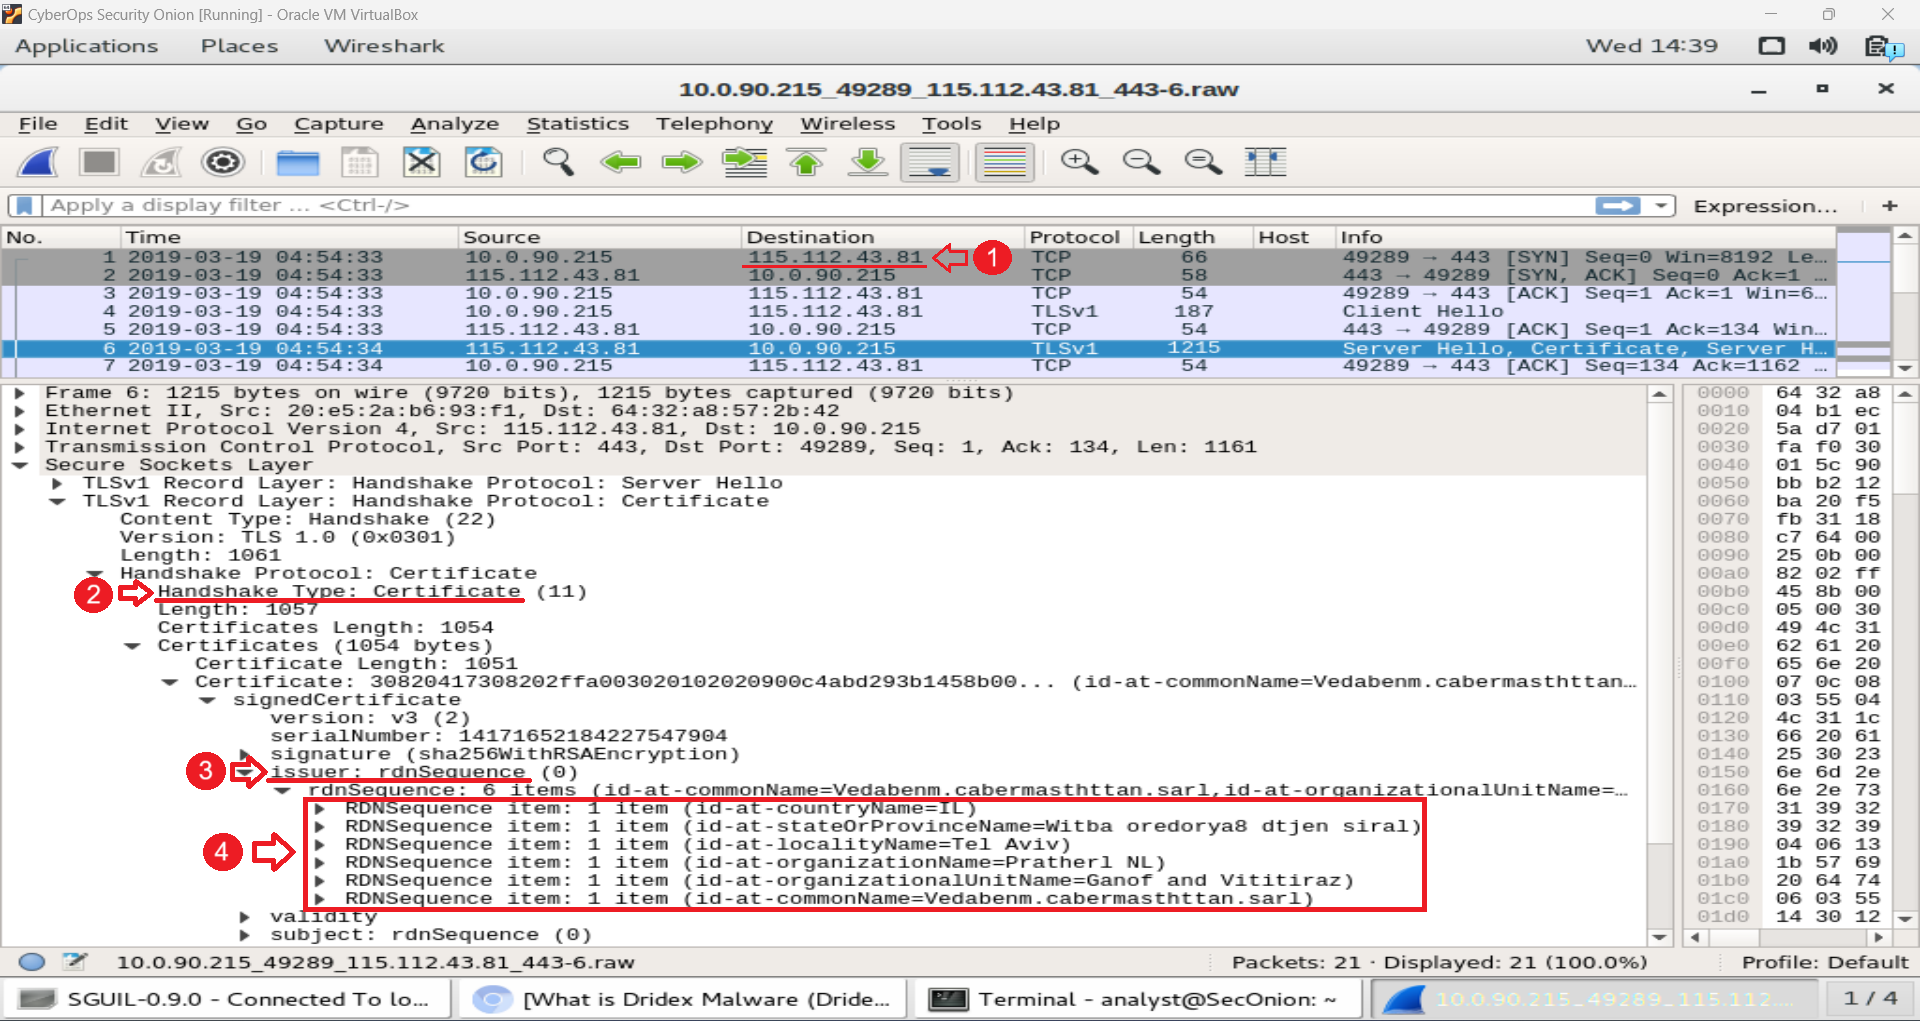 CyberOps Security Onion [Running] - Oracle VM VirtualBox
Applications Places Wireshark Wed 14:39
10.0.90.215_49289_115.112.43.81_443-6.raw
File Edit View Go Capture Analyze Statistics Telephony Wireless Tools Help
Apply a display filter ... <Ctrl-/> Expression... +
No. Time Source Destination Protocol Length Host Info
1 2019-03-19 04:54:33 10.0.90.215 115.112.43.81 1 TCP 66 49289 → 443 [SYN] Seq=0 Win=8192 Le...
2 2019-03-19 04:54:33 115.112.43.81 10.0.90.215 TCP 58 443 → 49289 [SYN, ACK] Seq=0 Ack=1 ...
3 2019-03-19 04:54:33 10.0.90.215 115.112.43.81 TCP 54 49289 → 443 [ACK] Seq=1 Ack=1 Win=6...
4 2019-03-19 04:54:33 10.0.90.215 115.112.43.81 TLSv1 187 Client Hello
5 2019-03-19 04:54:33 115.112.43.81 10.0.90.215 TCP 54 443 → 49289 [ACK] Seq=1 Ack=134 Win...
6 2019-03-19 04:54:34 115.112.43.81 10.0.90.215 TLSv1 1215 Server Hello, Certificate, Server H...
7 2019-03-19 04:54:34 10.0.90.215 115.112.43.81 TCP 54 49289 → 443 [ACK] Seq=134 Ack=1162 ...
Frame 6: 1215 bytes on wire (9720 bits), 1215 bytes captured (9720 bits)
Ethernet II, Src: 20:e5:2a:b6:93:f1, Dst: 64:32:a8:57:2b:42
Internet Protocol Version 4, Src: 115.112.43.81, Dst: 10.0.90.215
Transmission Control Protocol, Src Port: 443, Dst Port: 49289, Seq: 1, Ack: 134, Len: 1161
Secure Sockets Layer
TLSv1 Record Layer: Handshake Protocol: Server Hello
TLSv1 Record Layer: Handshake Protocol: Certificate
Content Type: Handshake (22)
Version: TLS 1.0 (0x0301)
Length: 1061
Handshake Protocol: Certificate
2 Handshake Type: Certificate (11)
Length: 1057
Certificates Length: 1054
Certificates (1054 bytes)
Certificate Length: 1051
Certificate: 30820417308202ffa003020102020900c4abd293b1458b00... (id-at-commonName=Vedabenm.cabermasthttan...
signedCertificate
version: v3 (2)
serialNumber: 14171652184227547904
signature (sha256WithRSAEncryption)
3 issuer: rdnSequence (0)
rdnSequence: 6 items (id-at-commonName=Vedabenm.cabermasthttan.sarl,id-at-organizationalUnitName=...
RDNSequence item: 1 item (id-at-countryName=IL)
RDNSequence item: 1 item (id-at-stateOrProvinceName=Witba oredorya8 dtjen siral)
RDNSequence item: 1 item (id-at-localityName=Tel Aviv)
4
RDNSequence item: 1 item (id-at-organizationName=Pratherl NL)
RDNSequence item: 1 item (id-at-organizationalUnitName=Ganof and Vititiraz)
RDNSequence item: 1 item (id-at-commonName=Vedabenm.cabermasthttan.sarl)
validity
subject: rdnSequence (0)
0000 64 32 a8
0010 04 b1 ec
0020 5a d7 01
0030 fa f0 30
0040 01 5c 90
0050 bb b2 12
0060 ba 20 f5
0070 fb 31 18
0080 c7 64 00
0090 25 0b 00
00a0 82 02 ff
00b0 45 8b 00
00c0 05 00 30
00d0 49 4c 31
00e0 62 61 20
00f0 65 6e 20
0100 07 0c 08
0110 03 55 04
0120 4c 31 1c
0130 66 20 61
0140 25 30 23
0150 6e 6d 2e
0160 6e 2e 73
0170 31 39 32
0180 39 32 39
0190 04 06 13
01a0 1b 57 69
01b0 20 64 74
01c0 06 03 55
01d0 14 30 12
10.0.90.215_49289_115.112.43.81_443-6.raw Packets: 21 · Displayed: 21 (100.0%) Profile: Default
SGUIL-0.9.0 - Connected To lo... [What is Dridex Malware (Dride... Terminal - analyst@SecOnion: ~ 10.0.90.215_49289_115.112.... 1 / 4